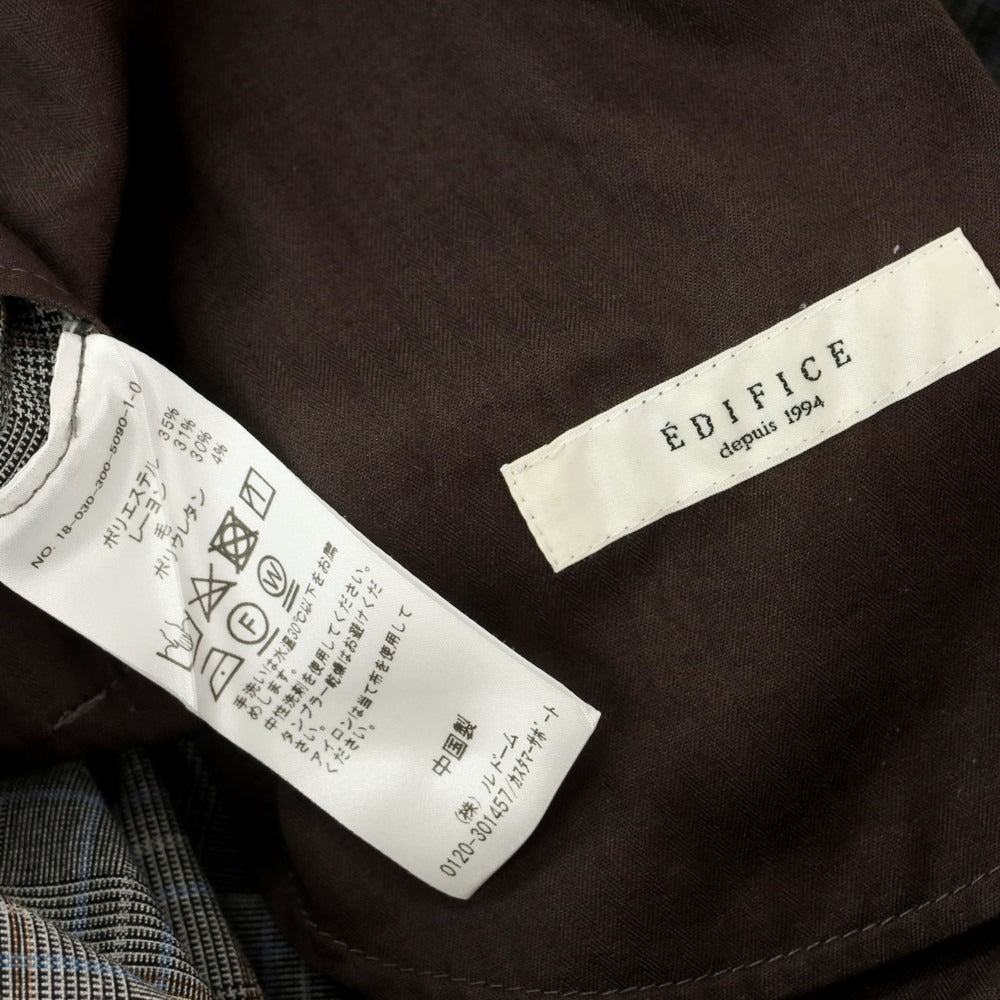 NO. 18-030-300-5090-1-0
ポリエステル 35%
レーヨン 31%
毛 30%
ポリウレタン 4%
F
W
手洗いは水温30℃以下をお薦
めします。
中性洗剤を使用してください。
タンブラー乾燥はお避けくだ
さい。
アイロンは当て布を使用して
ください。
中国製
(株) ルドーム
0120-301457/カスタマーサポート
ÉDIFICE
depuis 1994